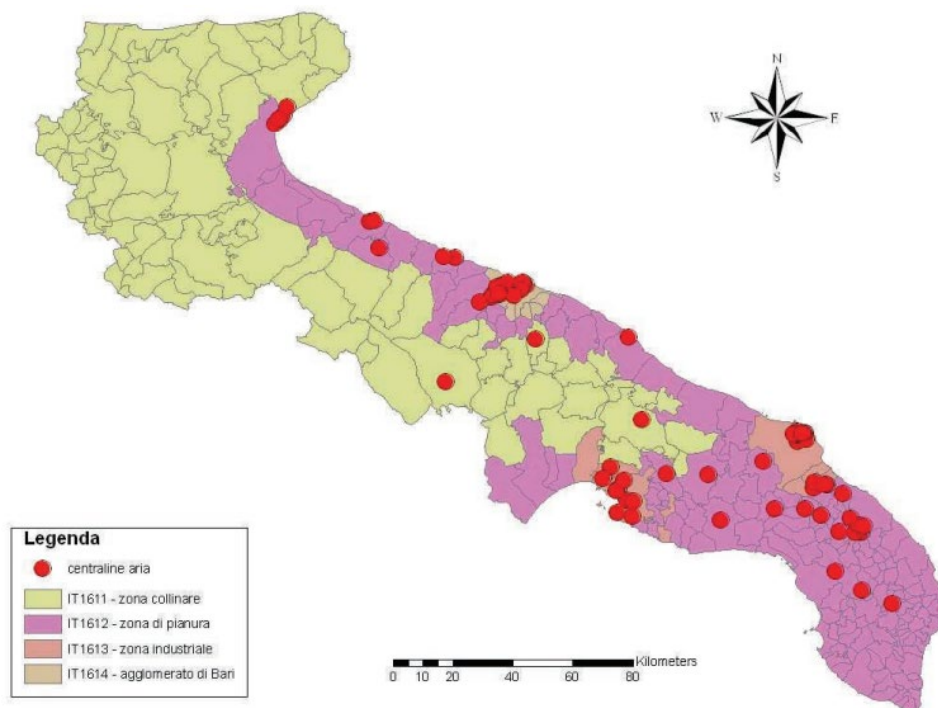 N
W E
S
Legenda
centraline aria
IT1611 - zona collinare
IT1612 - zona di pianura
IT1613 - zona industriale
IT1614 - agglomerato di Bari
Kilometers
0 10 20 40 60 80